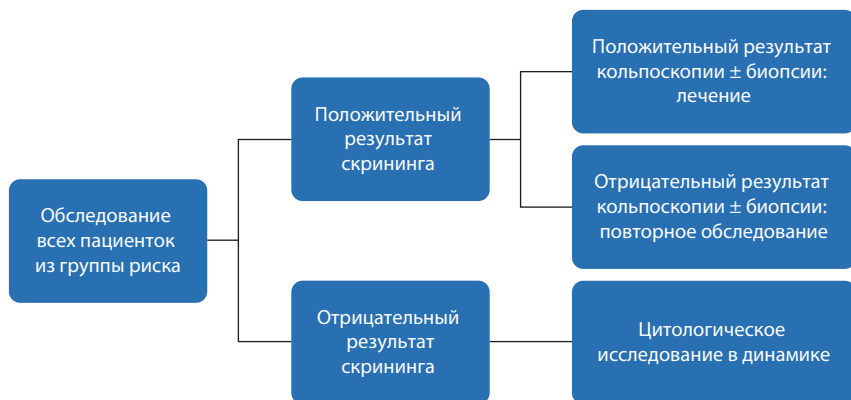 Обследование
всех пациенток
из группы риска
Положительный
результат
скрининга
Отрицательный
результат
скрининга
Положительный результат
кольпоскопии ± биопсии:
лечение
Отрицательный результат
кольпоскопии ± биопсии:
повторное обследование
Цитологическое
исследование в динамике